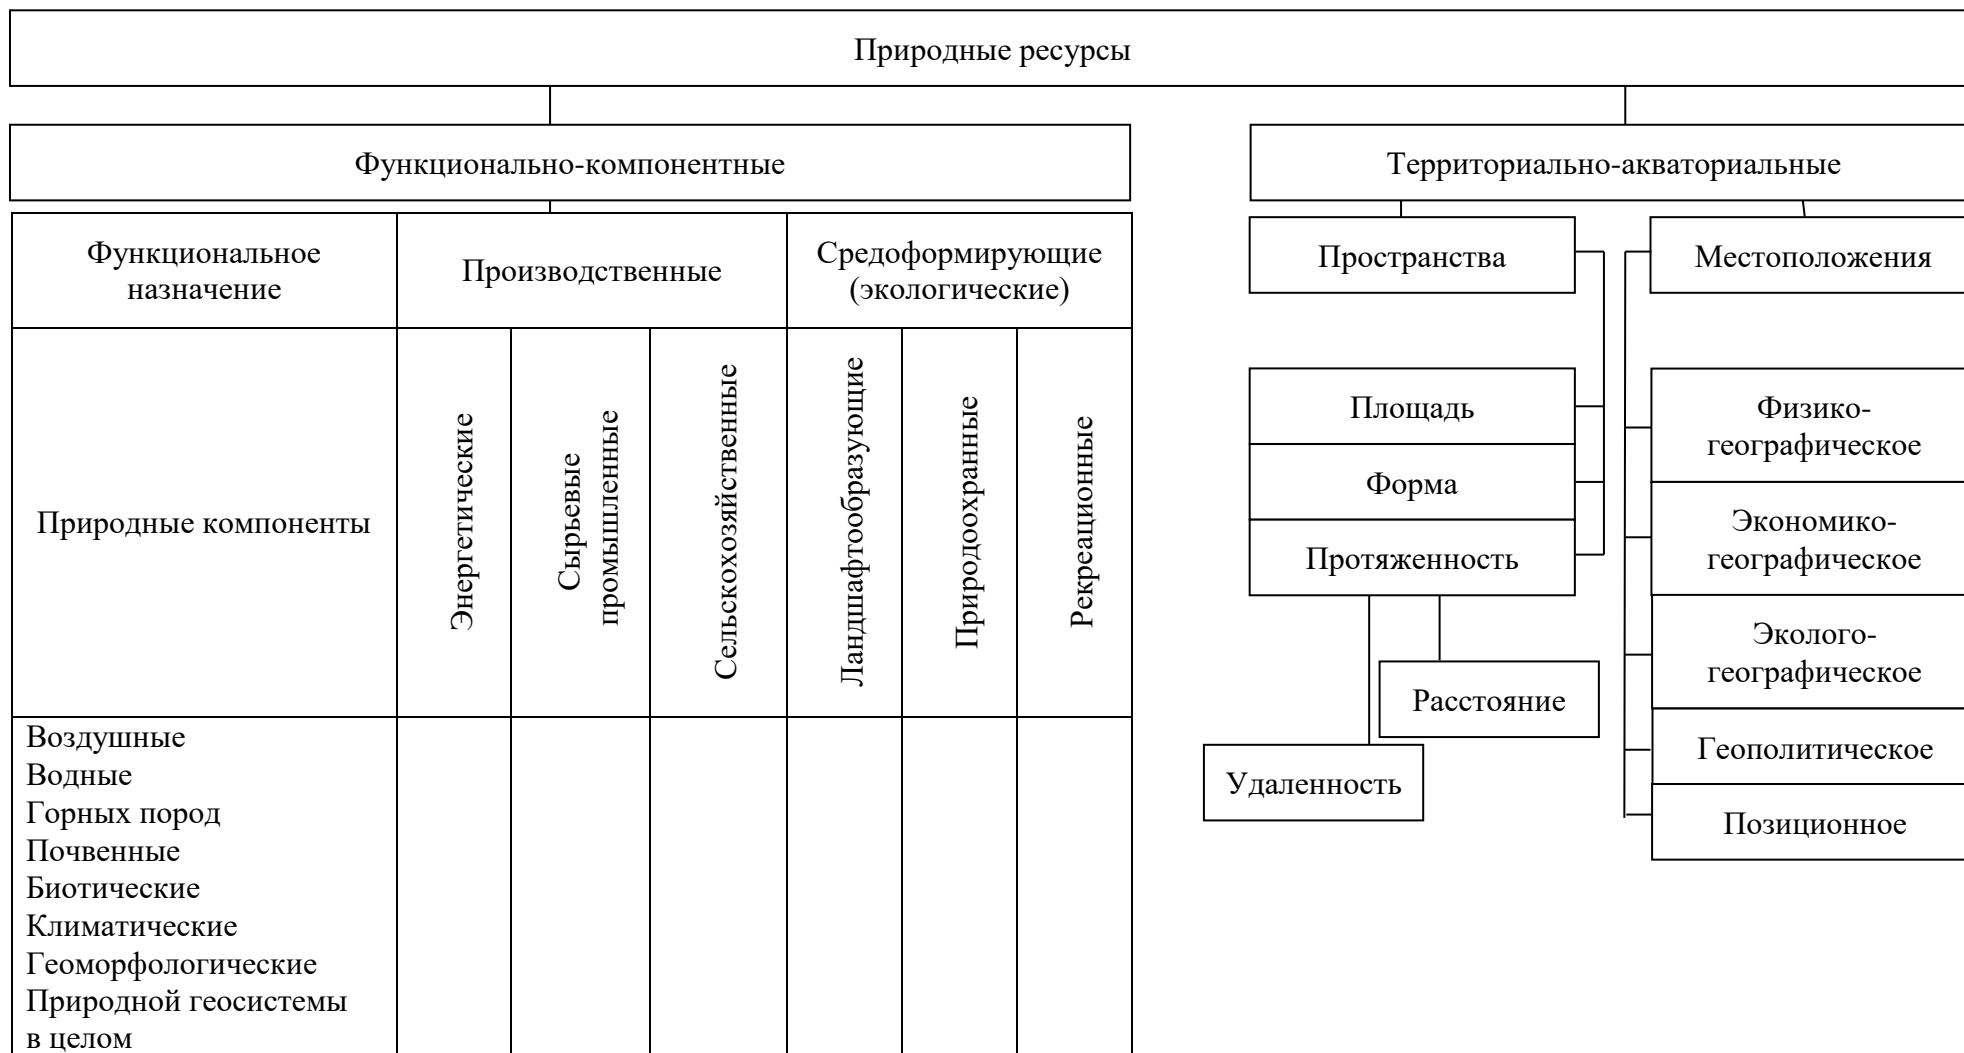 Природные ресурсы
Функционально-компонентные
Территориально-акваториальные
Функциональное
назначение
Производственные
Средоформирующие
(экологические)
Природные компоненты
Энергетические
Сырьевые
промышленные
Сельскохозяйственные
Ландшафтообразующие
Природоохранные
Рекреационные
Воздушные
Водные
Горных пород
Почвенные
Биотические
Климатические
Геоморфологические
Природной геосистемы
в целом
Пространства
Площадь
Форма
Протяженность
Расстояние
Удаленность
Местоположения
Физико-
географическое
Экономико-
географическое
Эколого-
географическое
Геополитическое
Позиционное